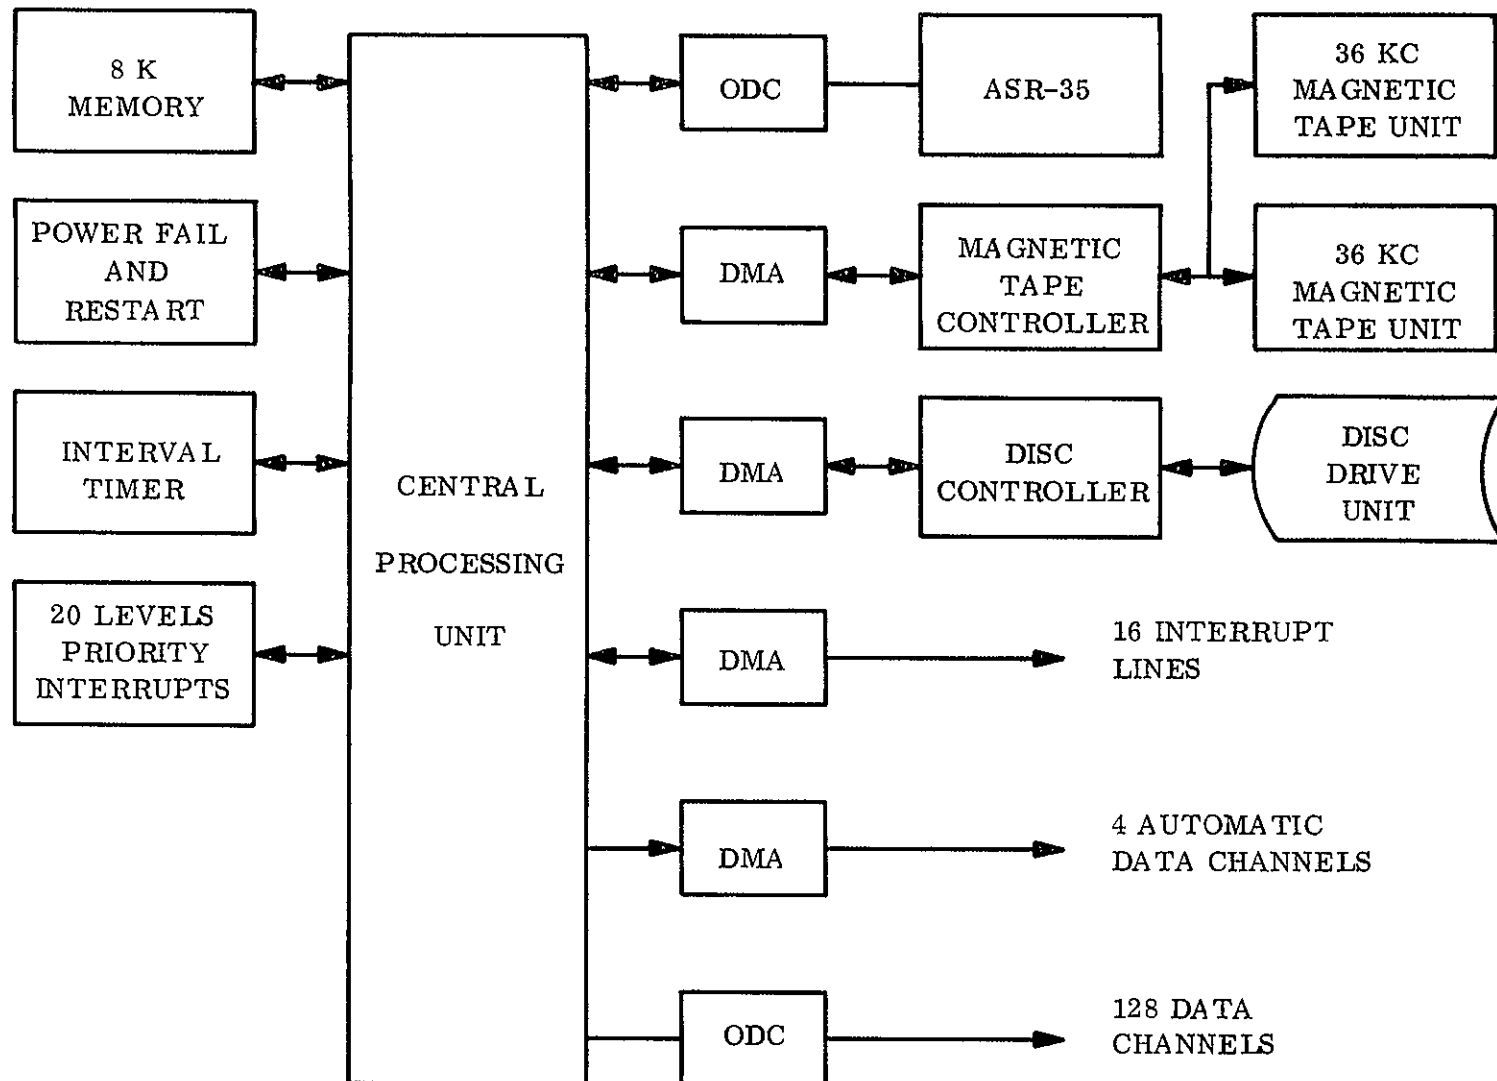 8 K
MEMORY
POWER FAIL
AND
RESTART
INTERVAL
TIMER
20 LEVELS
PRIORITY
INTERRUPTS
CENTRAL
PROCESSING
UNIT
ODC
ASR-35
36 KC
MAGNETIC
TAPE UNIT
DMA
MAGNETIC
TAPE
CONTROLLER
36 KC
MAGNETIC
TAPE UNIT
DMA
DISC
CONTROLLER
DISC
DRIVE
UNIT
DMA
16 INTERRUPT
LINES
DMA
4 AUTOMATIC
DATA CHANNELS
ODC
128 DATA
CHANNELS